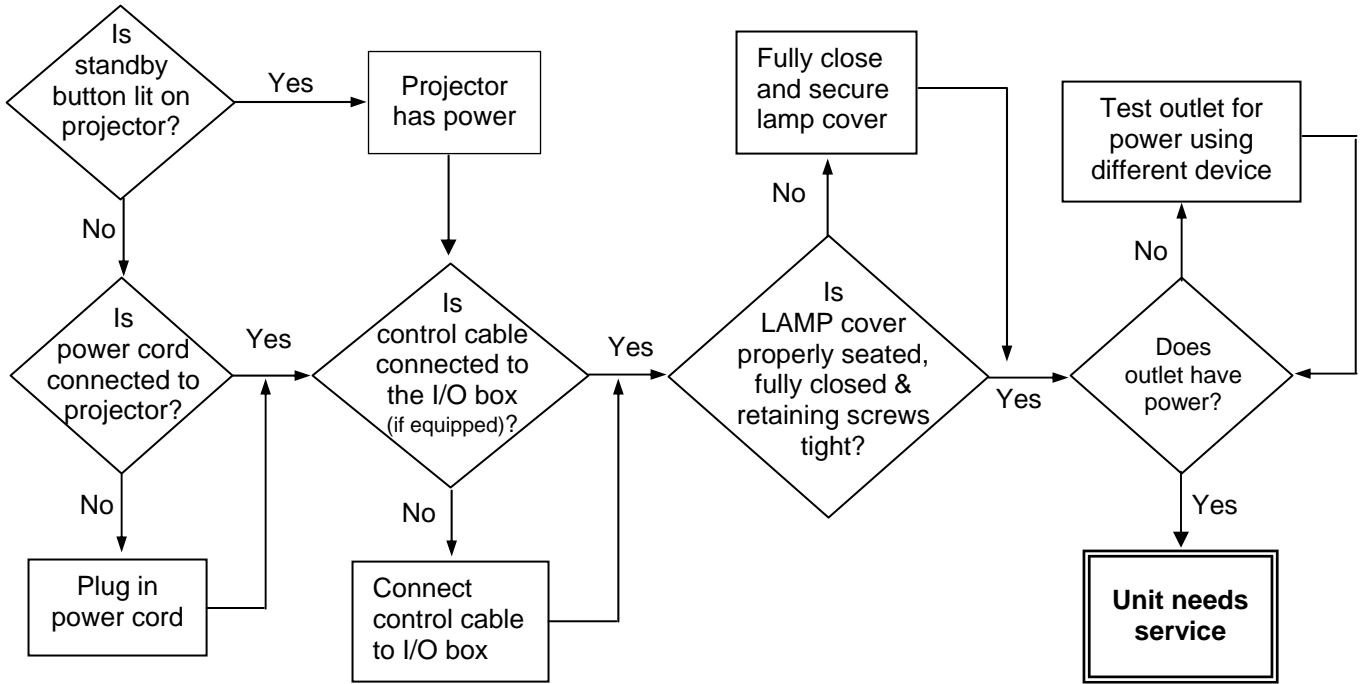 Is
standby
button lit on
projector?
Yes
Projector
has power
No
Is
power cord
connected to
projector?
Yes
No
Plug in
power cord
Is
control cable
connected to
the I/O box
(if equipped)?
Yes
No
Connect
control cable
to I/O box
Fully close
and secure
lamp cover
No
Is
LAMP cover
properly seated,
fully closed &
retaining screws
tight?
Yes
Test outlet for
power using
different device
No
Does
outlet have
power?
Yes
Unit needs
service